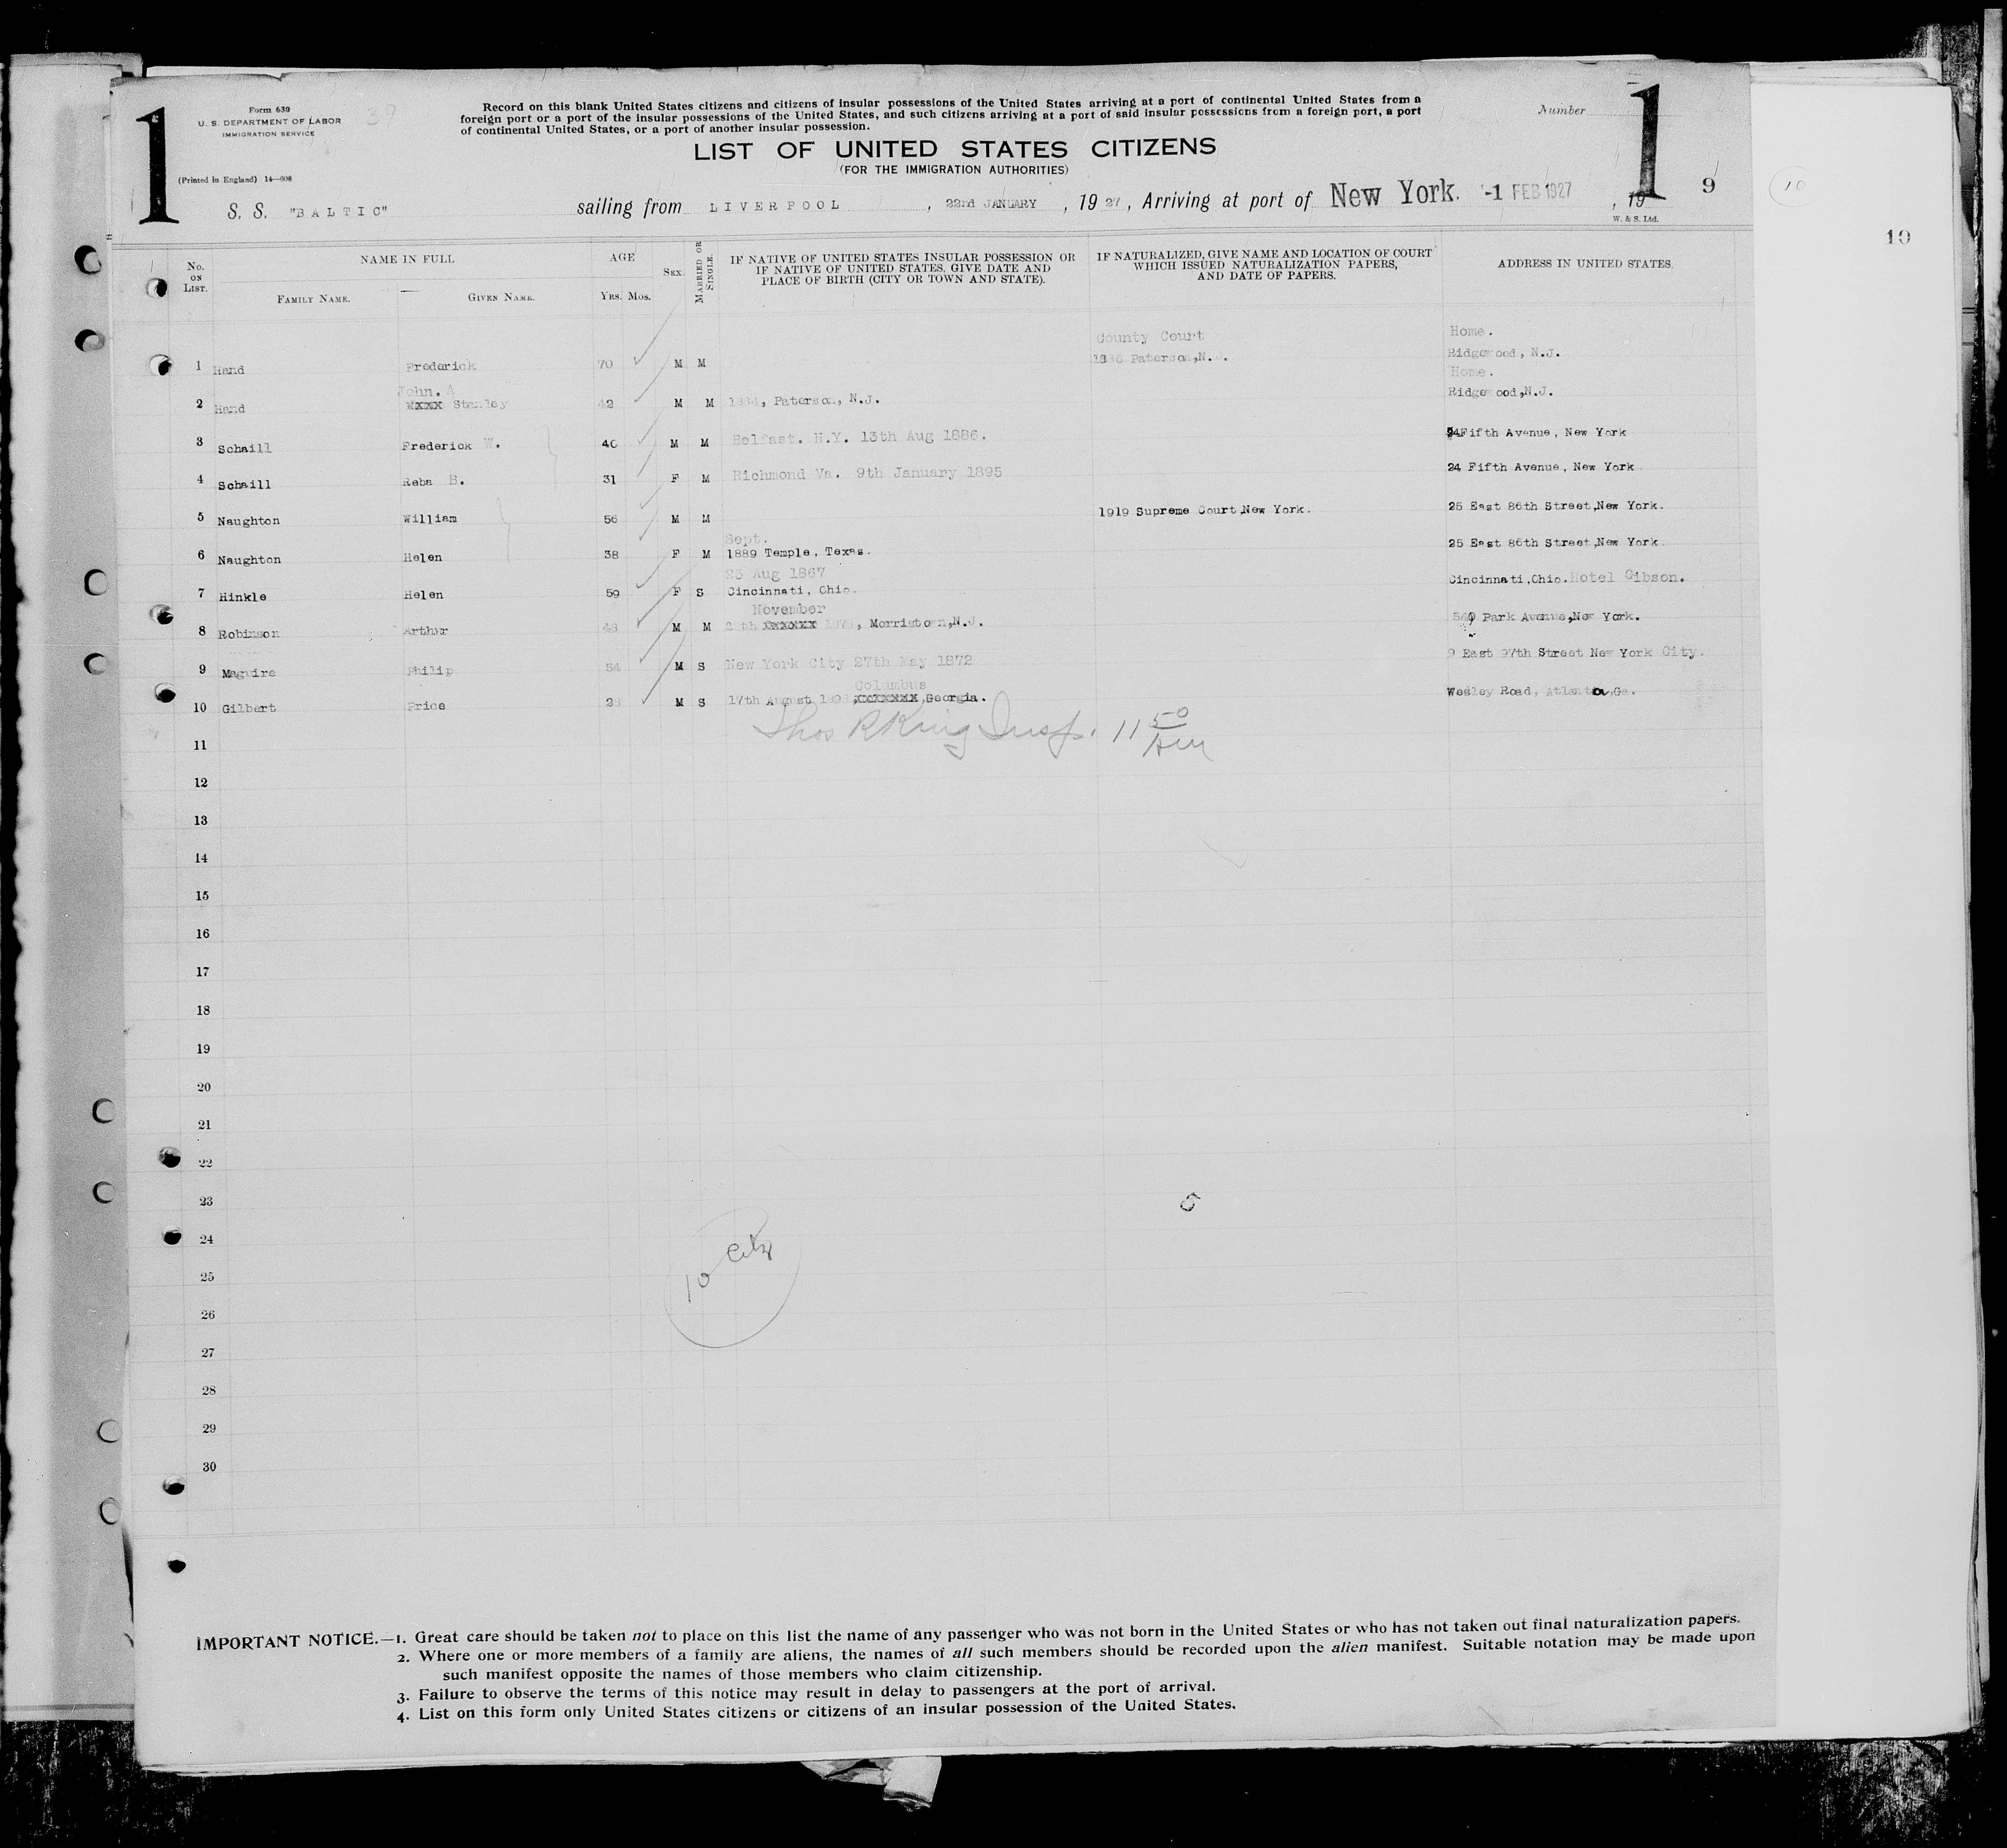 1
Form 630
U. S. DEPARTMENT OF LABOR
IMMIGRATION SERVICE
39
(Printed in England) 14—608
Record on this blank United States citizens and citizens of insular possessions of the United States arriving at a port of continental United States from a
foreign port or a port of the insular possessions of the United States, and such citizens arriving at a port of said insular possessions from a foreign port, a port
of continental United States, or a port of another insular possession.
Number
1
LIST OF UNITED STATES CITIZENS
(FOR THE IMMIGRATION AUTHORITIES)
9
10
10
S. S. "BALTIC" sailing from LIVERPOOL, 22nd JANUARY, 1927, Arriving at port of New York. -1 FEB 1927, 19
W. & S. Ltd.
No. ON LIST. NAME IN FULL FAMILY NAME. GIVEN NAME. AGE YRS. MOS. SEX. MARRIED OR SINGLE. IF NATIVE OF UNITED STATES INSULAR POSSESSION OR IF NATIVE OF UNITED STATES, GIVE DATE AND PLACE OF BIRTH (CITY OR TOWN AND STATE). IF NATURALIZED, GIVE NAME AND LOCATION OF COURT WHICH ISSUED NATURALIZATION PAPERS, AND DATE OF PAPERS. ADDRESS IN UNITED STATES.
County Court Home.
1 Hand Frederick 70 M M Paterson, N.J. Ridgewood, N.J.
John. A Home.
2 Hand Stanley 42 M M 1884, Paterson, N.J. Ridgewood, N.J.
3 Schaill Frederick W. 40 M M Belfast. N.Y. 13th Aug 1886. 24 Fifth Avenue, New York
4 Schaill Reba B. 31 F M Richmond Va. 9th January 1895 24 Fifth Avenue, New York
5 Naughton William 56 M M 1919 Supreme Court, New York. 25 East 86th Street, New York.
Sept.
6 Naughton Helen 38 F M 1889 Temple, Texas. 25 East 86th Street, New York
23 Aug 1867
7 Hinkle Helen 59 F S Cincinnati, Ohio. Cincinnati, Ohio. Hotel Gibson.
November
8 Robinson Arthur 48 M M XXXXXX, Morristown, N.J. Park Avenue, New York.
9 Maguire Philip 54 M S New York City 27th May 1872 9 East 97th Street New York City.
Columbus
10 Gilbert Price 28 M S 17th August 1898, XXXXXXX, Georgia. Wesley Road, Atlanta, Ga.
Thos R King Insp. 11 50 AM
11
12
13
14
15
16
17
18
19
20
21
22
23
24
25
26
27
28
29
30
10 Citz
IMPORTANT NOTICE.—1. Great care should be taken not to place on this list the name of any passenger who was not born in the United States or who has not taken out final naturalization papers.
2. Where one or more members of a family are aliens, the names of all such members should be recorded upon the alien manifest. Suitable notation may be made upon
such manifest opposite the names of those members who claim citizenship.
3. Failure to observe the terms of this notice may result in delay to passengers at the port of arrival.
4. List on this form only United States citizens or citizens of an insular possession of the United States.